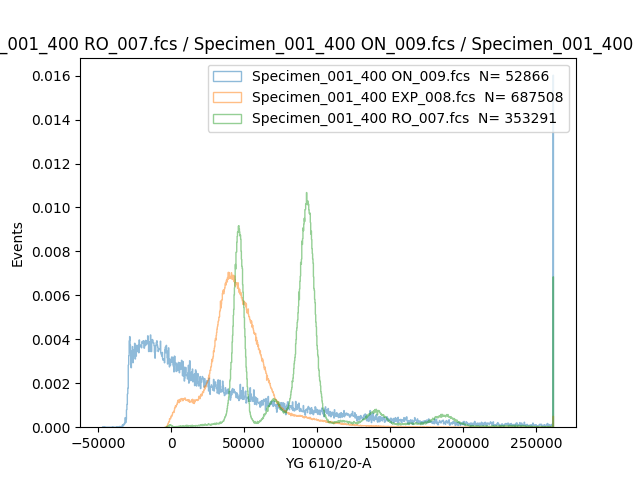 _001_400 RO_007.fcs / Specimen_001_400 ON_009.fcs / Specimen_001_400
Specimen_001_400 ON_009.fcs N= 52866
Specimen_001_400 EXP_008.fcs N= 687508
Specimen_001_400 RO_007.fcs N= 353291
0.016
0.014
0.012
0.010
0.008
0.006
0.004
0.002
0.000
Events
−50000 0 50000 100000 150000 200000 250000
YG 610/20-A